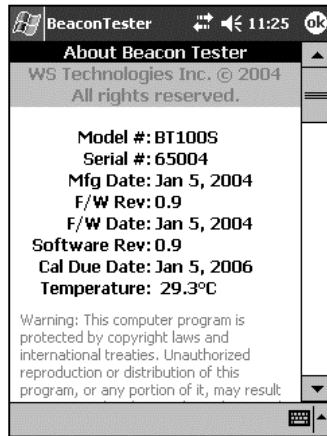 BeaconTester 11:25 ok
About Beacon Tester
WS Technologies Inc. © 2004
All rights reserved.
Model #: BT100S
Serial #: 65004
Mfg Date: Jan 5, 2004
F/W Rev: 0.9
F/W Date: Jan 5, 2004
Software Rev: 0.9
Cal Due Date: Jan 5, 2006
Temperature: 29.3°C
Warning: This computer program is
protected by copyright laws and
international treaties. Unauthorized
reproduction or distribution of this
program, or any portion of it, may result